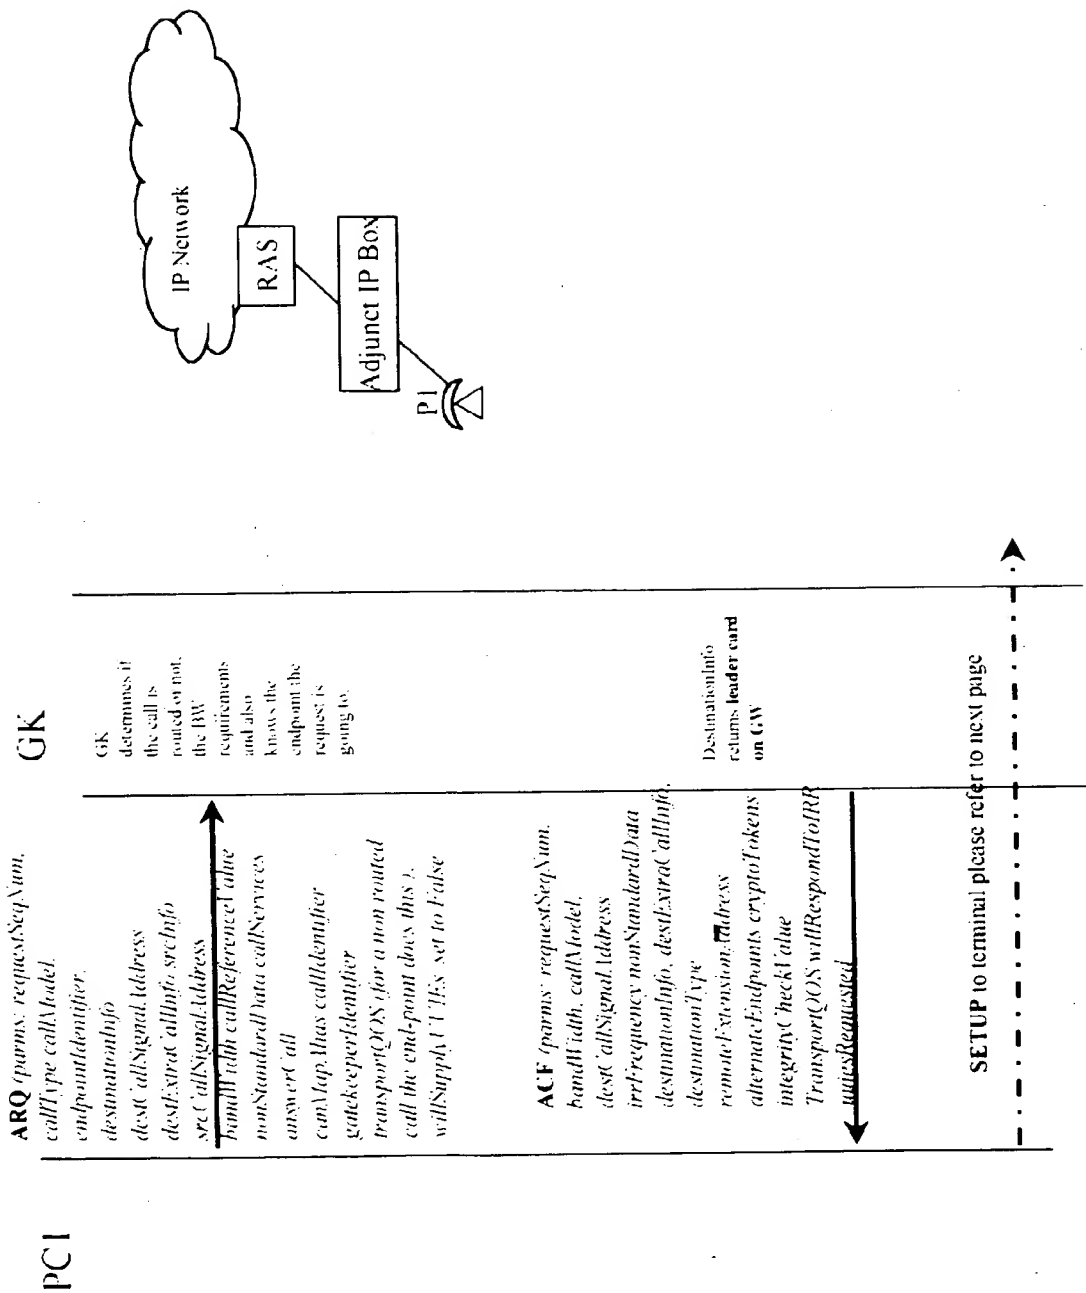 PC1
ARQ (parms: requestSeqNum,
callType callModel,
endpointIdentifier,
destinatonInfo
destCallSignalAddress
destExtraCallInfo srcInfo
srcCallSignalAddress
bandWidth callReferenceValue
nonStandardData callServices
answerCall
canMapAlias callIdentifier
gatekeeperIdentifier
transportQOS (for a non routed
call the end-point does this ).
willSupplyUUIEs set to False
ACF (parms: requestSeqNum.
bandWidth, callModel,
destCallSignalAddress
irrFrequency nonStandardData
destinationInfo, destExtraCallInfo,
destinationType
remoteExtensionAddress
alternateEndpoints cryptoTokens
integrityCheckValue
TransportQOS willRespondToIRR
uuiesRequested
GK
GK
determines if
the call is
routed or not.
the BW
requirements
and also
knows the
endpoint the
request is
going to.
DestinationInfo
returns leader card
on GW
SETUP to terminal please refer to next page
IP Network
RAS
Adjunct IP Box
P1